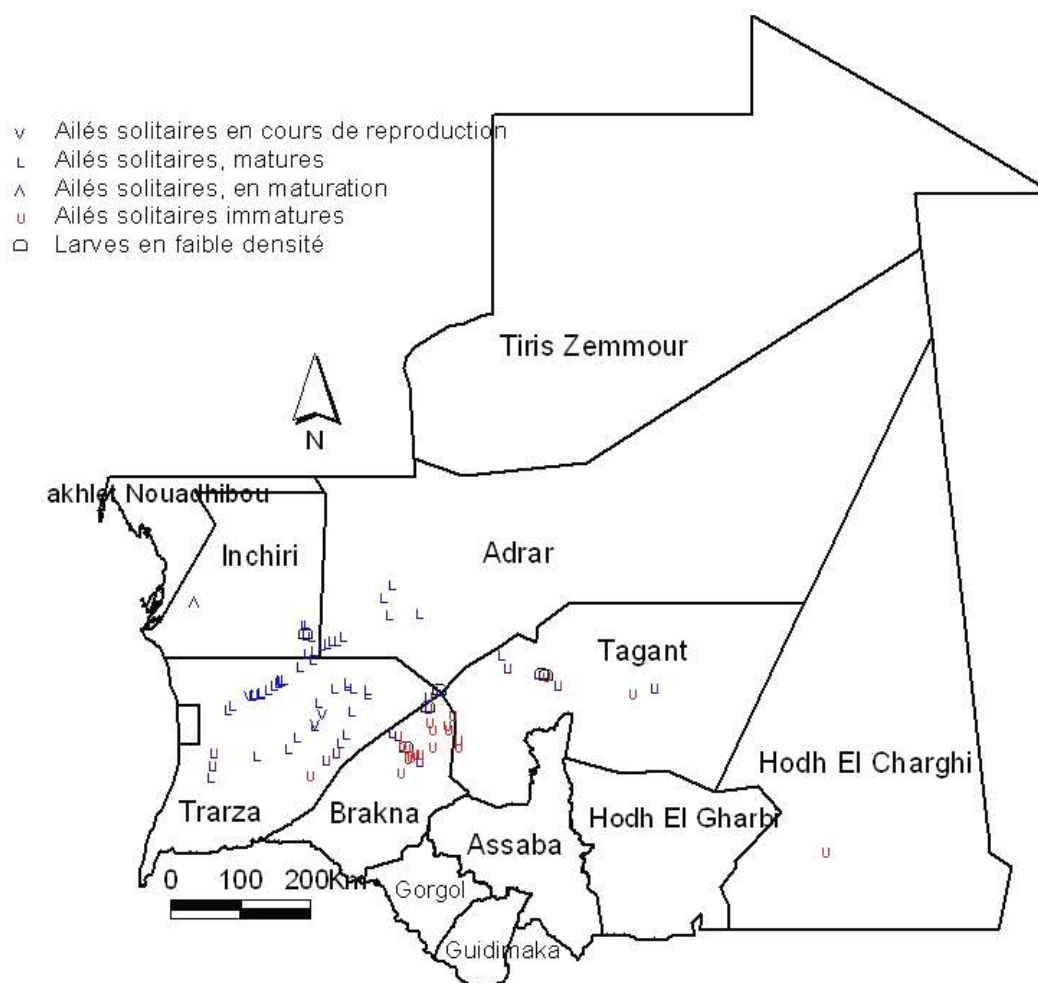 Ailés solitaires en cours de reproduction
Ailés solitaires, matures
Ailés solitaires, en maturation
Ailés solitaires immatures
Larves en faible densité
Tiris Zemmour
N
akhlet Nouadhibou
Inchiri
Adrar
Tagant
Hodh El Charghi
Trarza
Brakna
Hodh El Gharbi
Assaba
0 100 200Km
Gorgol
Guidimaka